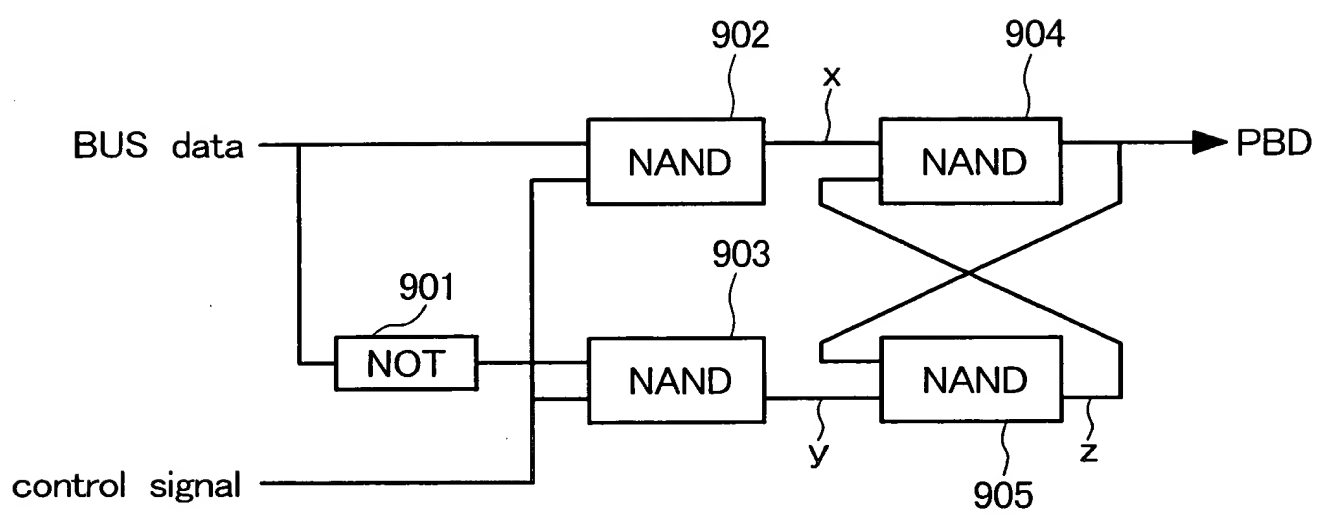 902
904
x
BUS data
NAND
NAND
PBD
903
901
NOT
NAND
NAND
y
z
control signal
905